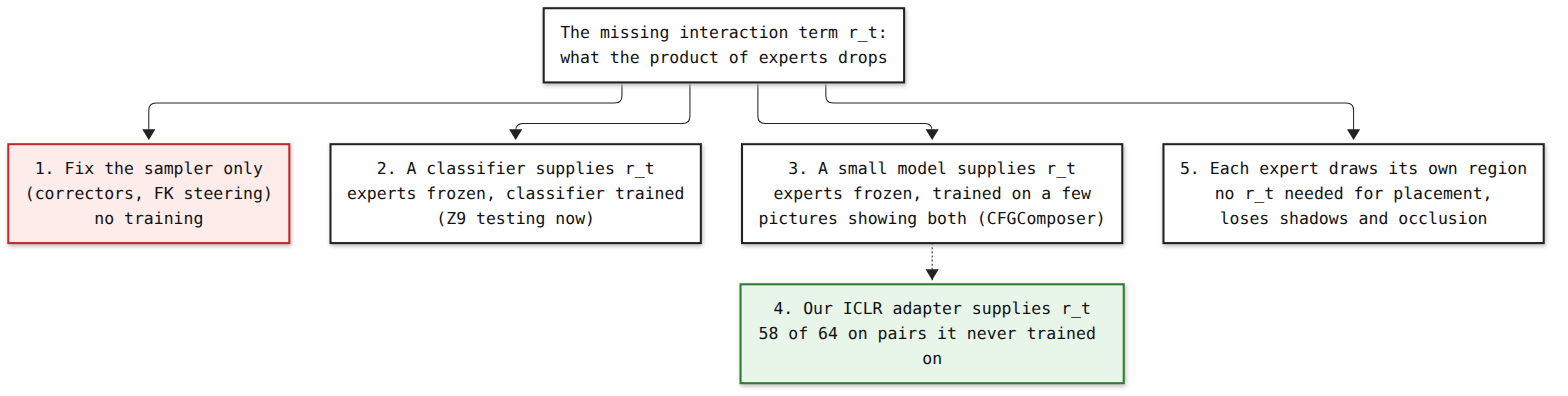 The missing interaction term r_t:
what the product of experts drops
1. Fix the sampler only
(correctors, FK steering)
no training
2. A classifier supplies r_t
experts frozen, classifier trained
(Z9 testing now)
3. A small model supplies r_t
experts frozen, trained on a few
pictures showing both (CFGComposer)
5. Each expert draws its own region
no r_t needed for placement,
loses shadows and occlusion
4. Our ICLR adapter supplies r_t
58 of 64 on pairs it never trained
on